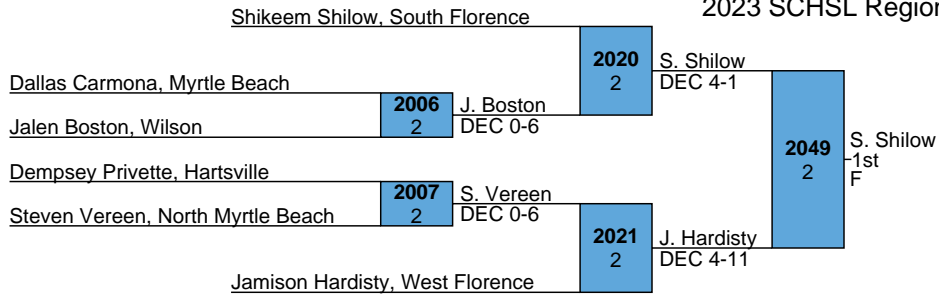 2023 SCHSL Region
Shikeem Shilow, South Florence
2020
2
S. Shilow
DEC 4-1
Dallas Carmona, Myrtle Beach
2006
2
J. Boston
DEC 0-6
Jalen Boston, Wilson
2049
2
S. Shilow
1st
F
Dempsey Privette, Hartsville
2007
2
S. Vereen
DEC 0-6
Steven Vereen, North Myrtle Beach
2021
2
J. Hardisty
DEC 4-11
Jamison Hardisty, West Florence